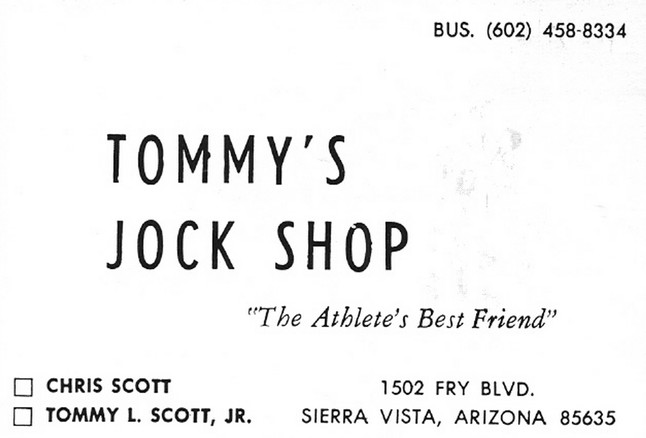 BUS. (602) 458-8334
TOMMY'S
JOCK SHOP
"The Athlete's Best Friend"
☐ CHRIS SCOTT
☐ TOMMY L. SCOTT, JR.
1502 FRY BLVD.
SIERRA VISTA, ARIZONA 85635